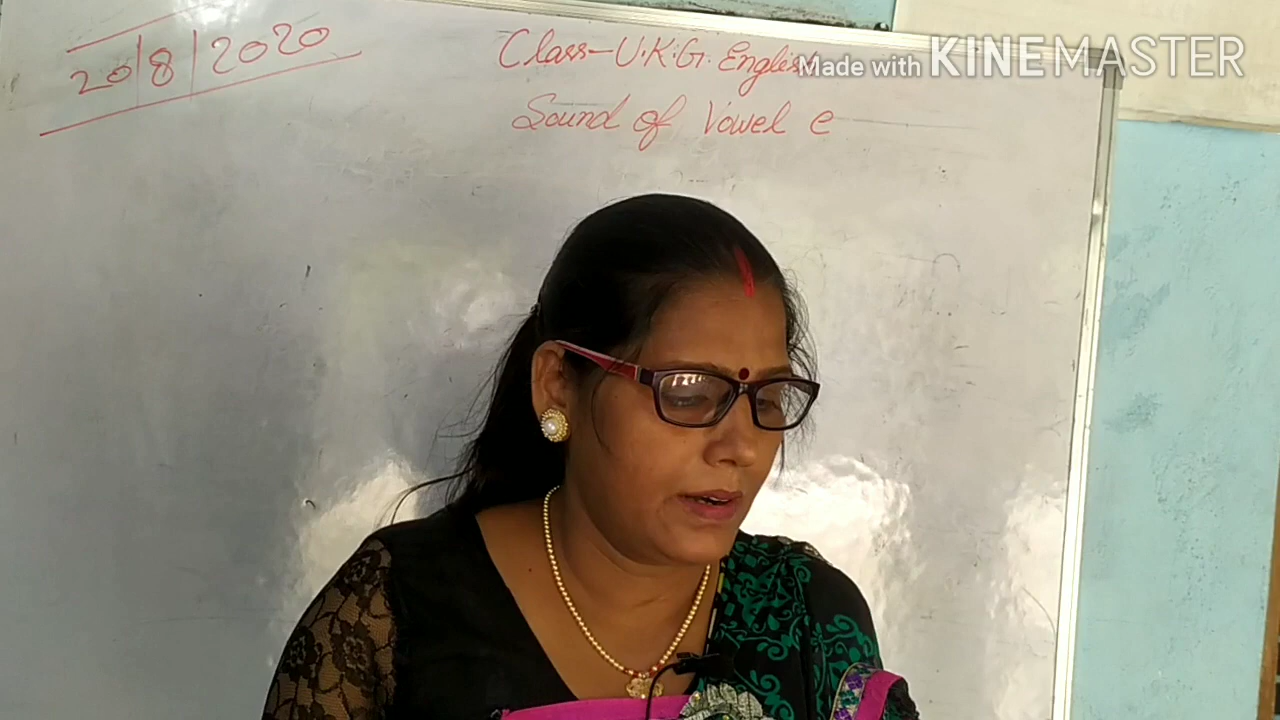 20/8/2020
Class-U.K.G. English
Made with KINEMASTER
Sound of Vowel e